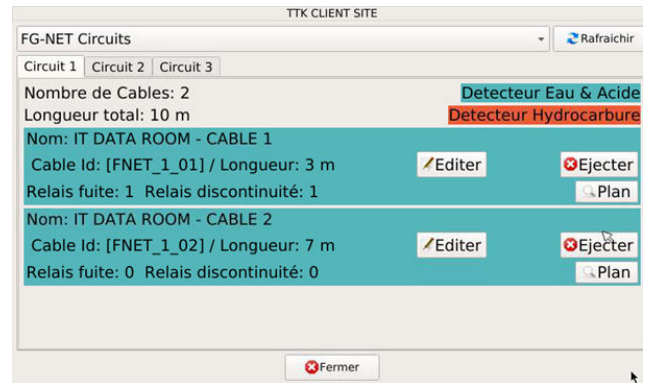 TTK CLIENT SITE
FG-NET Circuits
Rafraichir
Circuit 1 Circuit 2 Circuit 3
Nombre de Cables: 2 Detecteur Eau & Acide
Longueur total: 10 m Detecteur Hydrocarbure
Nom: IT DATA ROOM - CABLE 1
Cable Id: [FNET_1_01] / Longueur: 3 m Editer Ejecter
Relais fuite: 1 Relais discontinuité: 1 Plan
Nom: IT DATA ROOM - CABLE 2
Cable Id: [FNET_1_02] / Longueur: 7 m Editer Ejecter
Relais fuite: 0 Relais discontinuité: 0 Plan
Fermer